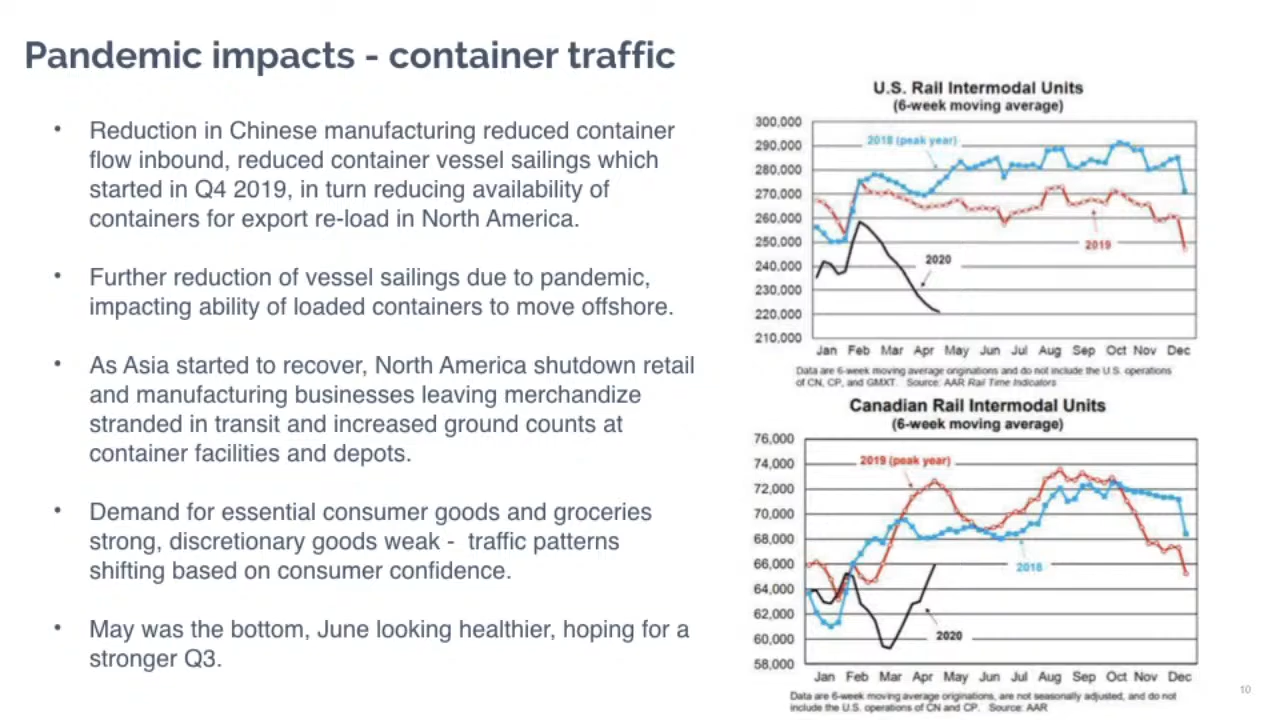 Pandemic impacts - container traffic
• Reduction in Chinese manufacturing reduced container
flow inbound, reduced container vessel sailings which
started in Q4 2019, in turn reducing availability of
containers for export re-load in North America.
• Further reduction of vessel sailings due to pandemic,
impacting ability of loaded containers to move offshore.
• As Asia started to recover, North America shutdown retail
and manufacturing businesses leaving merchandize
stranded in transit and increased ground counts at
container facilities and depots.
• Demand for essential consumer goods and groceries
strong, discretionary goods weak - traffic patterns
shifting based on consumer confidence.
• May was the bottom, June looking healthier, hoping for a
stronger Q3.
U.S. Rail Intermodal Units
(6-week moving average)
300,000
290,000
280,000
270,000
260,000
250,000
240,000
230,000
220,000
210,000
2018 (peak year)
2019
2020
Jan Feb Mar Apr May Jun Jul Aug Sep Oct Nov Dec
Data are 6-week moving average originations and do not include the U.S. operations
of CN, CP, and GMXT. Source: AAR Rail Time Indicators
Canadian Rail Intermodal Units
(6-week moving average)
76,000
74,000
72,000
70,000
68,000
66,000
64,000
62,000
60,000
58,000
2019 (peak year)
2018
2020
Jan Feb Mar Apr May Jun Jul Aug Sep Oct Nov Dec
Data are 6-week moving average originations, are not seasonally adjusted, and do not
include the U.S. operations of CN and CP. Source: AAR
10